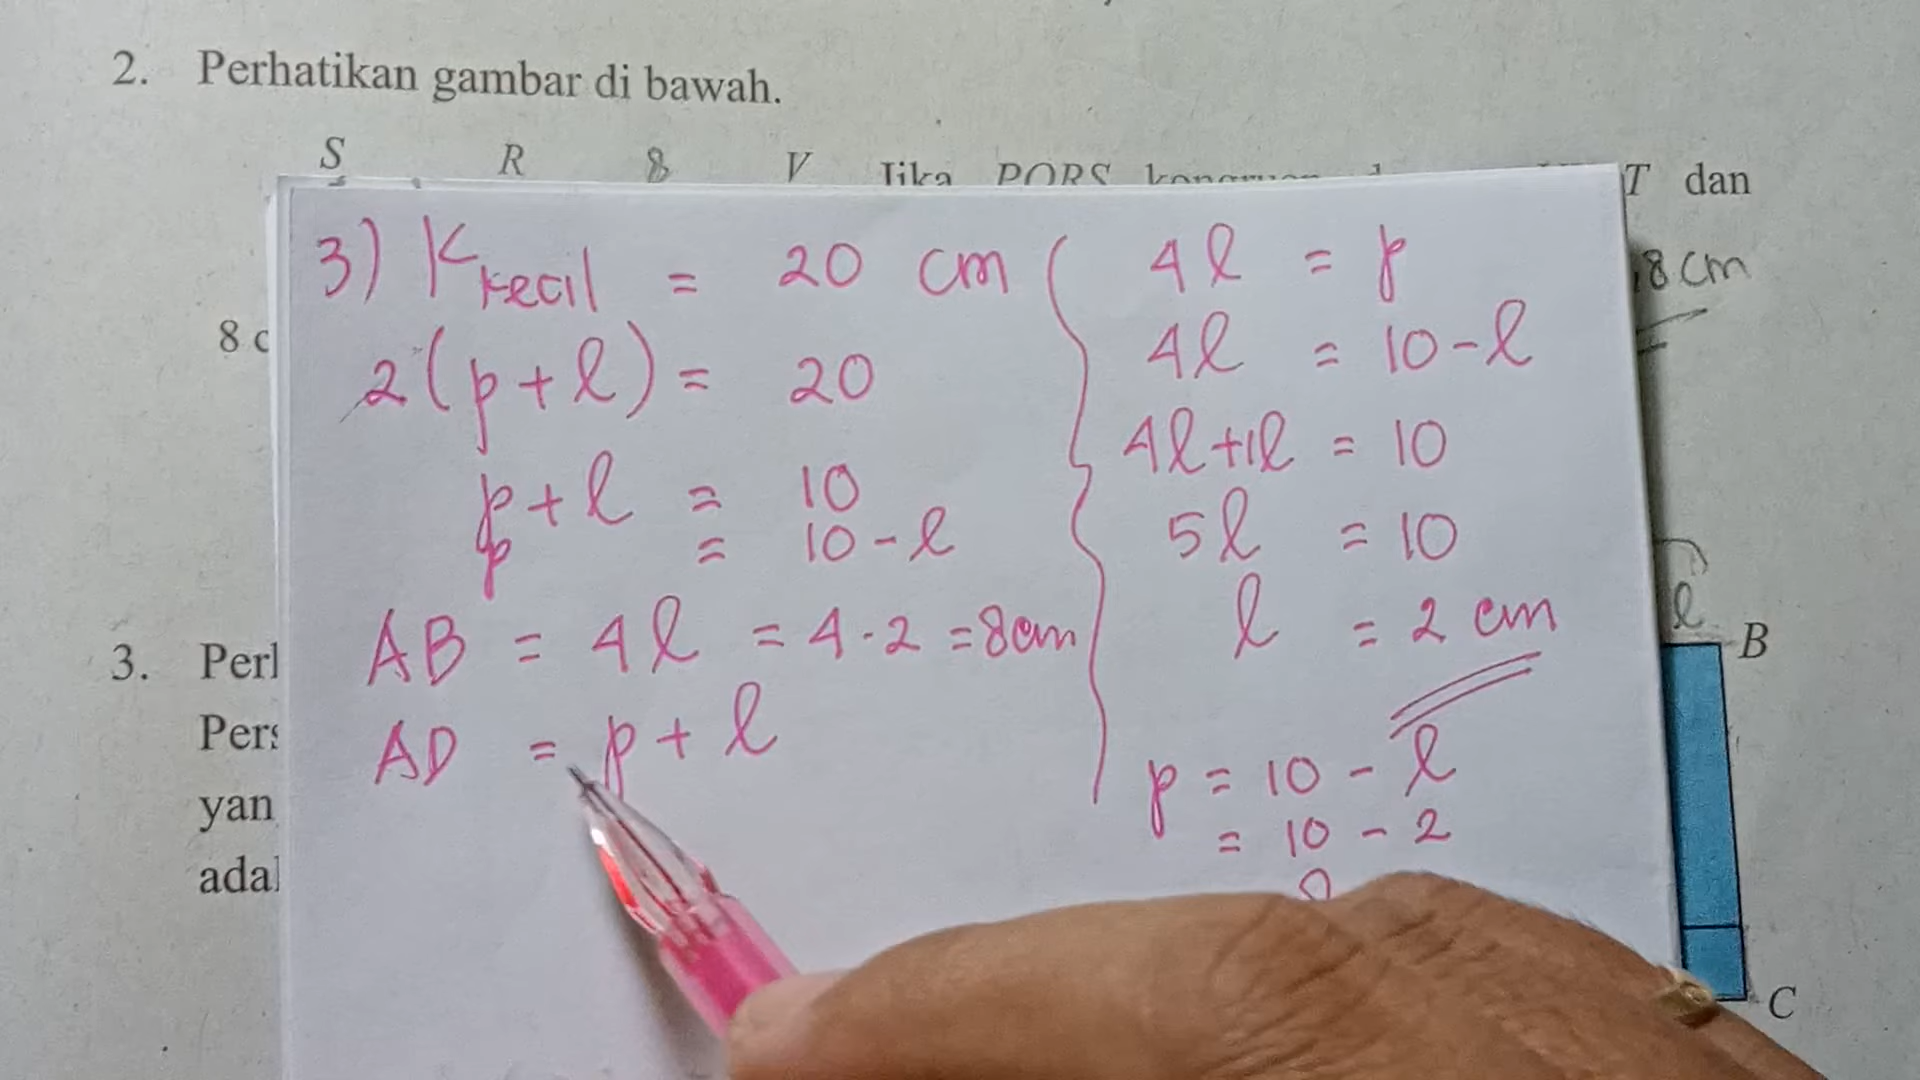 2. Perhatikan gambar di bawah.
S R 8 V Jika PQRS kongruen T dan
8 cm
8 c
3) K kecil = 20 cm
2(p+l) = 20
p+l = 10
p = 10-l
AB = 4l = 4·2 = 8cm
AD = p+l
4l = p
4l = 10-l
4l+1l = 10
5l = 10
l = 2 cm
p = 10-l
= 10-2
l
B
C
3. Perl
Pers
yan
adal